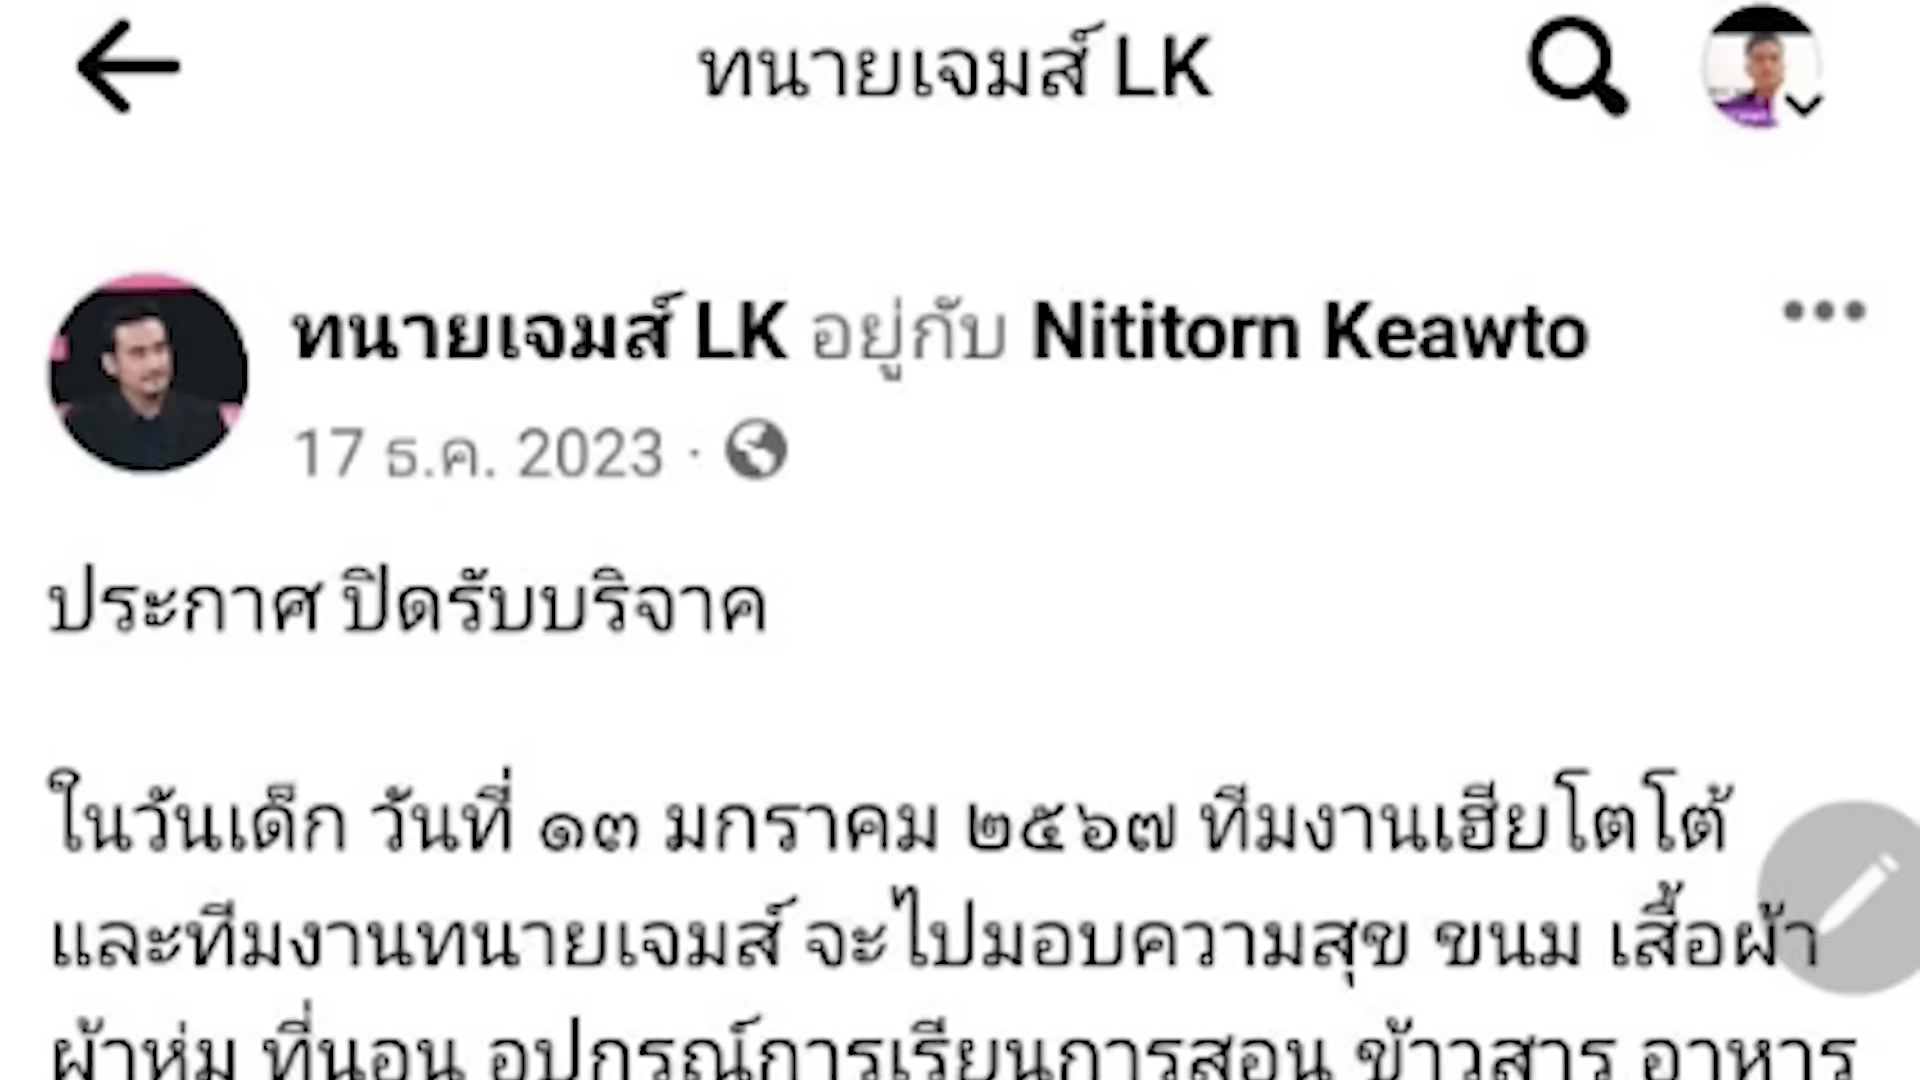 ทนายเจมส์ LK
ทนายเจมส์ LK อยู่กับ Nititorn Keawto
17 ธ.ค. 2023 ·
ประกาศ ปิดรับบริจาค
ในวันเด็ก วันที่ ๑๓ มกราคม ๒๕๖๗ ทีมงานเฮียโตโต้
และทีมงานทนายเจมส์ จะไปมอบความสุข ขนม เสื้อผ้า
ผ้าห่ม ที่นอน อุปกรณ์การเรียนการสอน ข้าวสาร อาหาร